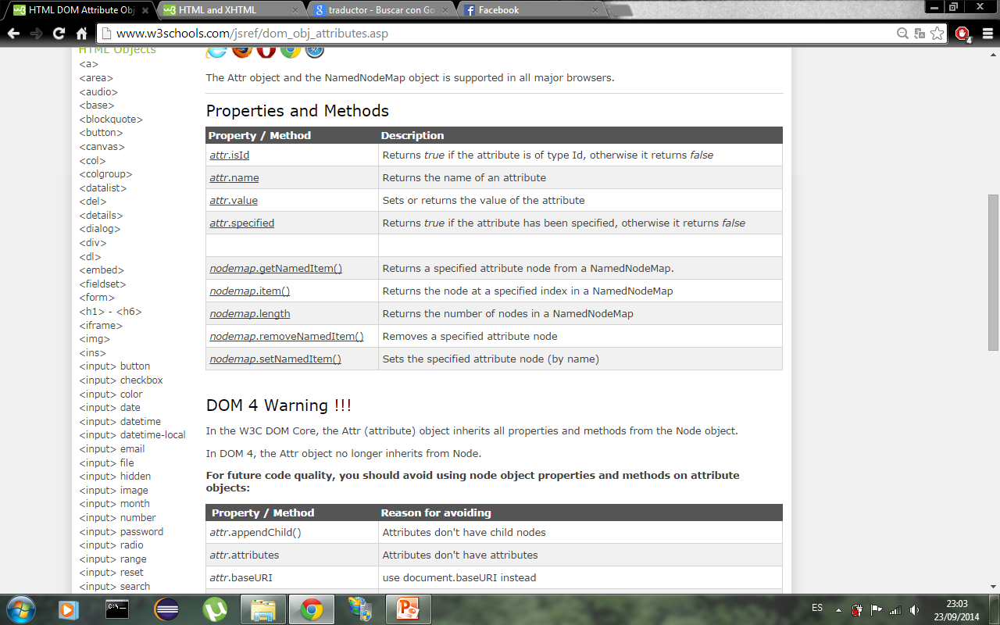 HTML DOM Attribute Obj
HTML and XHTML
traductor - Buscar con Go
Facebook
www.w3schools.com/jsref/dom_obj_attributes.asp
4
HTML Objects
<a>
<area>
<audio>
<base>
<blockquote>
<button>
<canvas>
<col>
<colgroup>
<datalist>
<del>
<details>
<dialog>
<div>
<dl>
<embed>
<fieldset>
<form>
<h1> - <h6>
<iframe>
<img>
<ins>
<input> button
<input> checkbox
<input> color
<input> date
<input> datetime
<input> datetime-local
<input> email
<input> file
<input> hidden
<input> image
<input> month
<input> number
<input> password
<input> radio
<input> range
<input> reset
<input> search
The Attr object and the NamedNodeMap object is supported in all major browsers.
Properties and Methods
Property / Method Description
attr.isId Returns true if the attribute is of type Id, otherwise it returns false
attr.name Returns the name of an attribute
attr.value Sets or returns the value of the attribute
attr.specified Returns true if the attribute has been specified, otherwise it returns false
nodemap.getNamedItem() Returns a specified attribute node from a NamedNodeMap.
nodemap.item() Returns the node at a specified index in a NamedNodeMap
nodemap.length Returns the number of nodes in a NamedNodeMap
nodemap.removeNamedItem() Removes a specified attribute node
nodemap.setNamedItem() Sets the specified attribute node (by name)
DOM 4 Warning !!!
In the W3C DOM Core, the Attr (attribute) object inherits all properties and methods from the Node object.
In DOM 4, the Attr object no longer inherits from Node.
For future code quality, you should avoid using node object properties and methods on attribute
objects:
Property / Method Reason for avoiding
attr.appendChild() Attributes don't have child nodes
attr.attributes Attributes don't have attributes
attr.baseURI use document.baseURI instead
C:\_
ES
23:03
23/09/2014